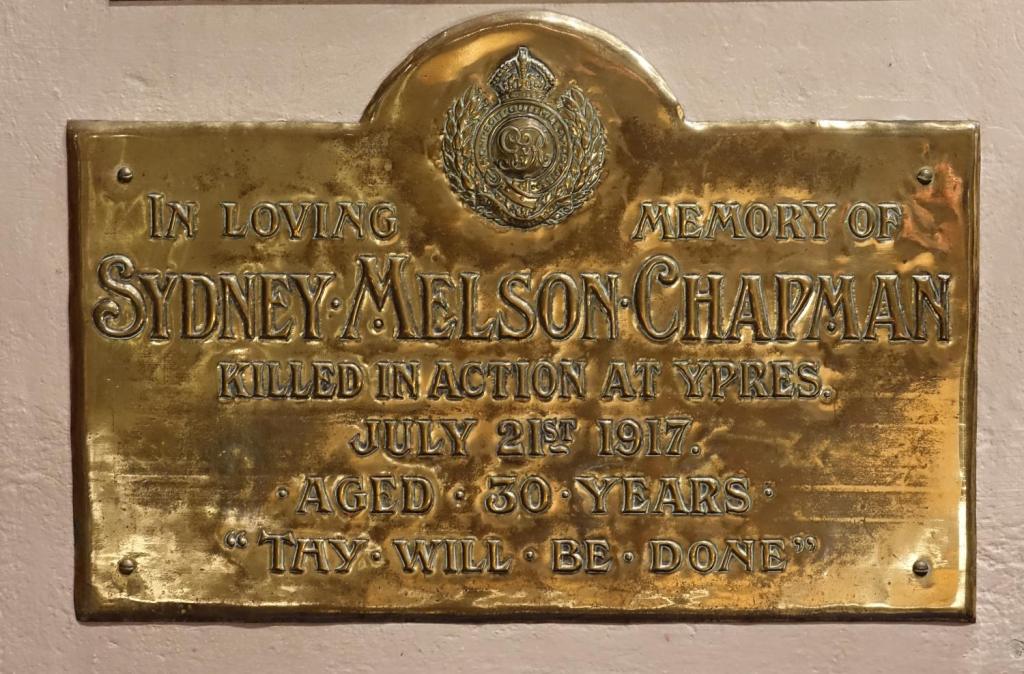 IN LOVING MEMORY OF
SYDNEY · MELSON · CHAPMAN
KILLED IN ACTION AT YPRES.
JULY 21ST 1917.
· AGED · 30 · YEARS ·
“THY · WILL · BE · DONE”